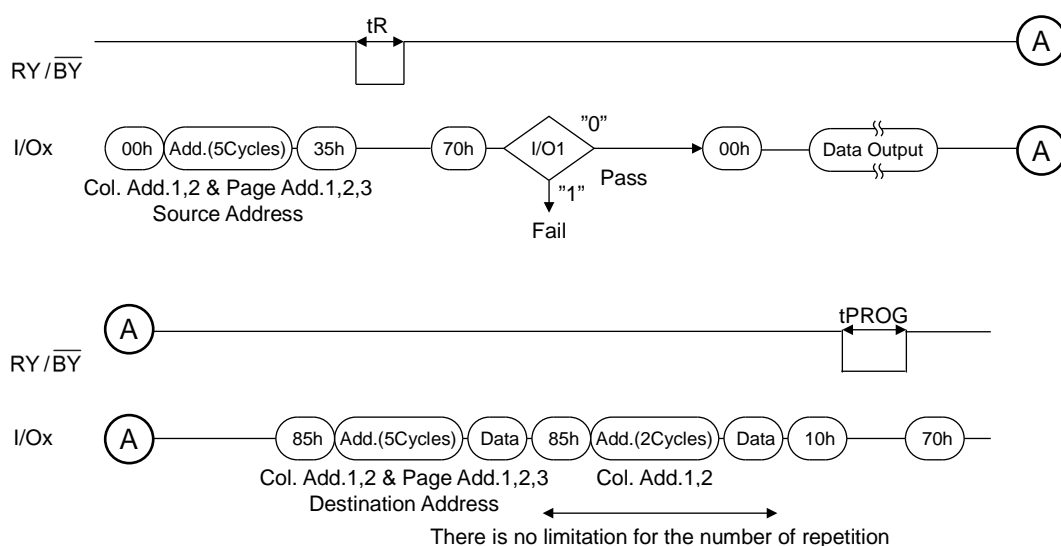 tR
A
RY/BY
I/Ox
00h Add.(5Cycles) 35h 70h I/O1 ”0” 00h Data Output A
Pass
”1”
Col. Add.1,2 & Page Add.1,2,3
Source Address
Fail
A
tPROG
RY/BY
I/Ox
A 85h Add.(5Cycles) Data 85h Add.(2Cycles) Data 10h 70h
Col. Add.1,2 & Page Add.1,2,3 Col. Add.1,2
Destination Address
There is no limitation for the number of repetition